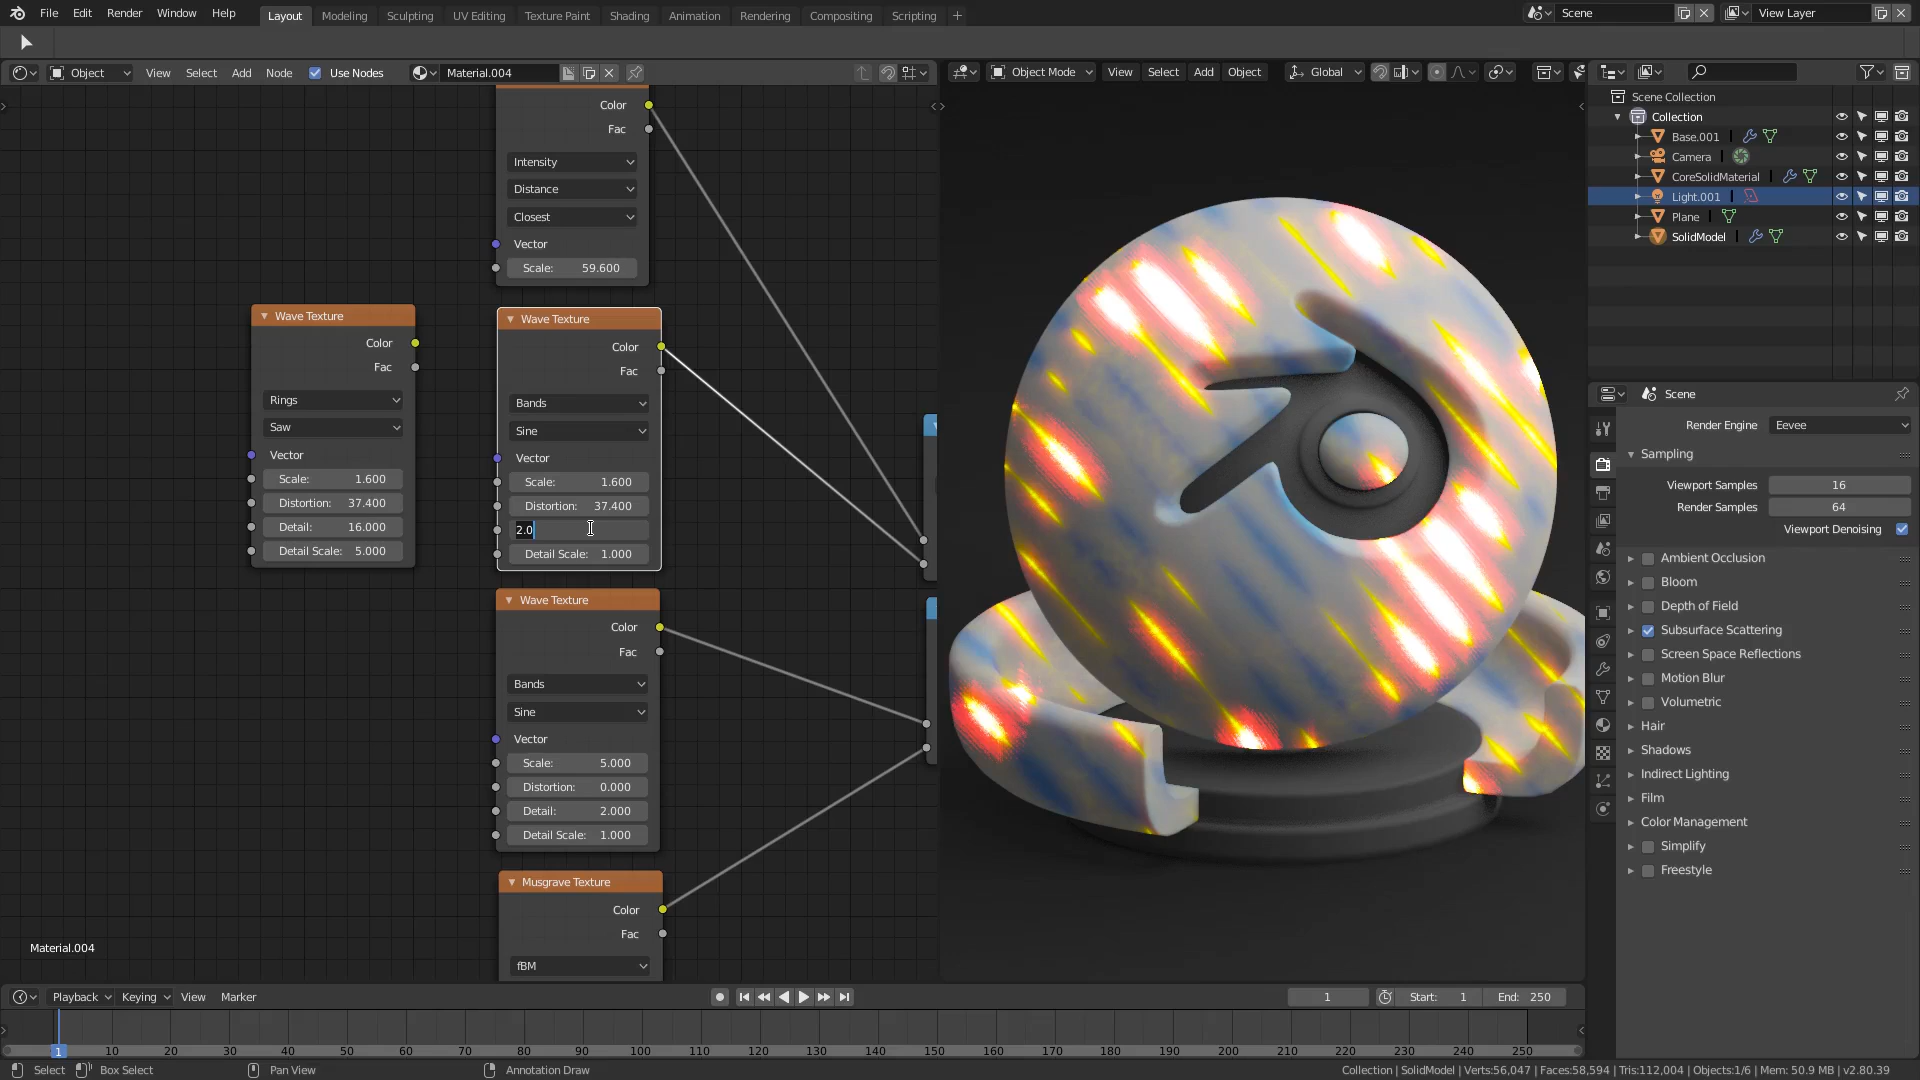 File Edit Render Window Help Layout Modeling Sculpting UV Editing Texture Paint Shading Animation Rendering Compositing Scripting + Scene View Layer
Object View Select Add Node Use Nodes Material.004
Object Mode View Select Add Object Global
Color
Fac
Intensity
Distance
Closest
Vector
Scale: 59.600
Wave Texture
Color
Fac
Rings
Saw
Vector
Scale: 1.600
Distortion: 37.400
Detail: 16.000
Detail Scale: 5.000
Wave Texture
Color
Fac
Bands
Sine
Vector
Scale: 1.600
Distortion: 37.400
2.0
Detail Scale: 1.000
Wave Texture
Color
Fac
Bands
Sine
Vector
Scale: 5.000
Distortion: 0.000
Detail: 2.000
Detail Scale: 1.000
Musgrave Texture
Color
Fac
fBM
Material.004
Scene Collection
Collection
Base.001
Camera
CoreSolidMaterial
Light.001
Plane
SolidModel
Scene
Render Engine Eevee
Sampling
Viewport Samples 16
Render Samples 64
Viewport Denoising
Ambient Occlusion
Bloom
Depth of Field
Subsurface Scattering
Screen Space Reflections
Motion Blur
Volumetric
Hair
Shadows
Indirect Lighting
Film
Color Management
Simplify
Freestyle
Playback Keying View Marker 1 Start: 1 End: 250
1 10 20 30 40 50 60 70 80 90 100 110 120 130 140 150 160 170 180 190 200 210 220 230 240 250
Select Box Select Pan View Annotation Draw Collection | SolidModel | Verts:56,047 | Faces:58,594 | Tris:112,004 | Objects:1/6 | Mem: 50.9 MB | v2.80.39